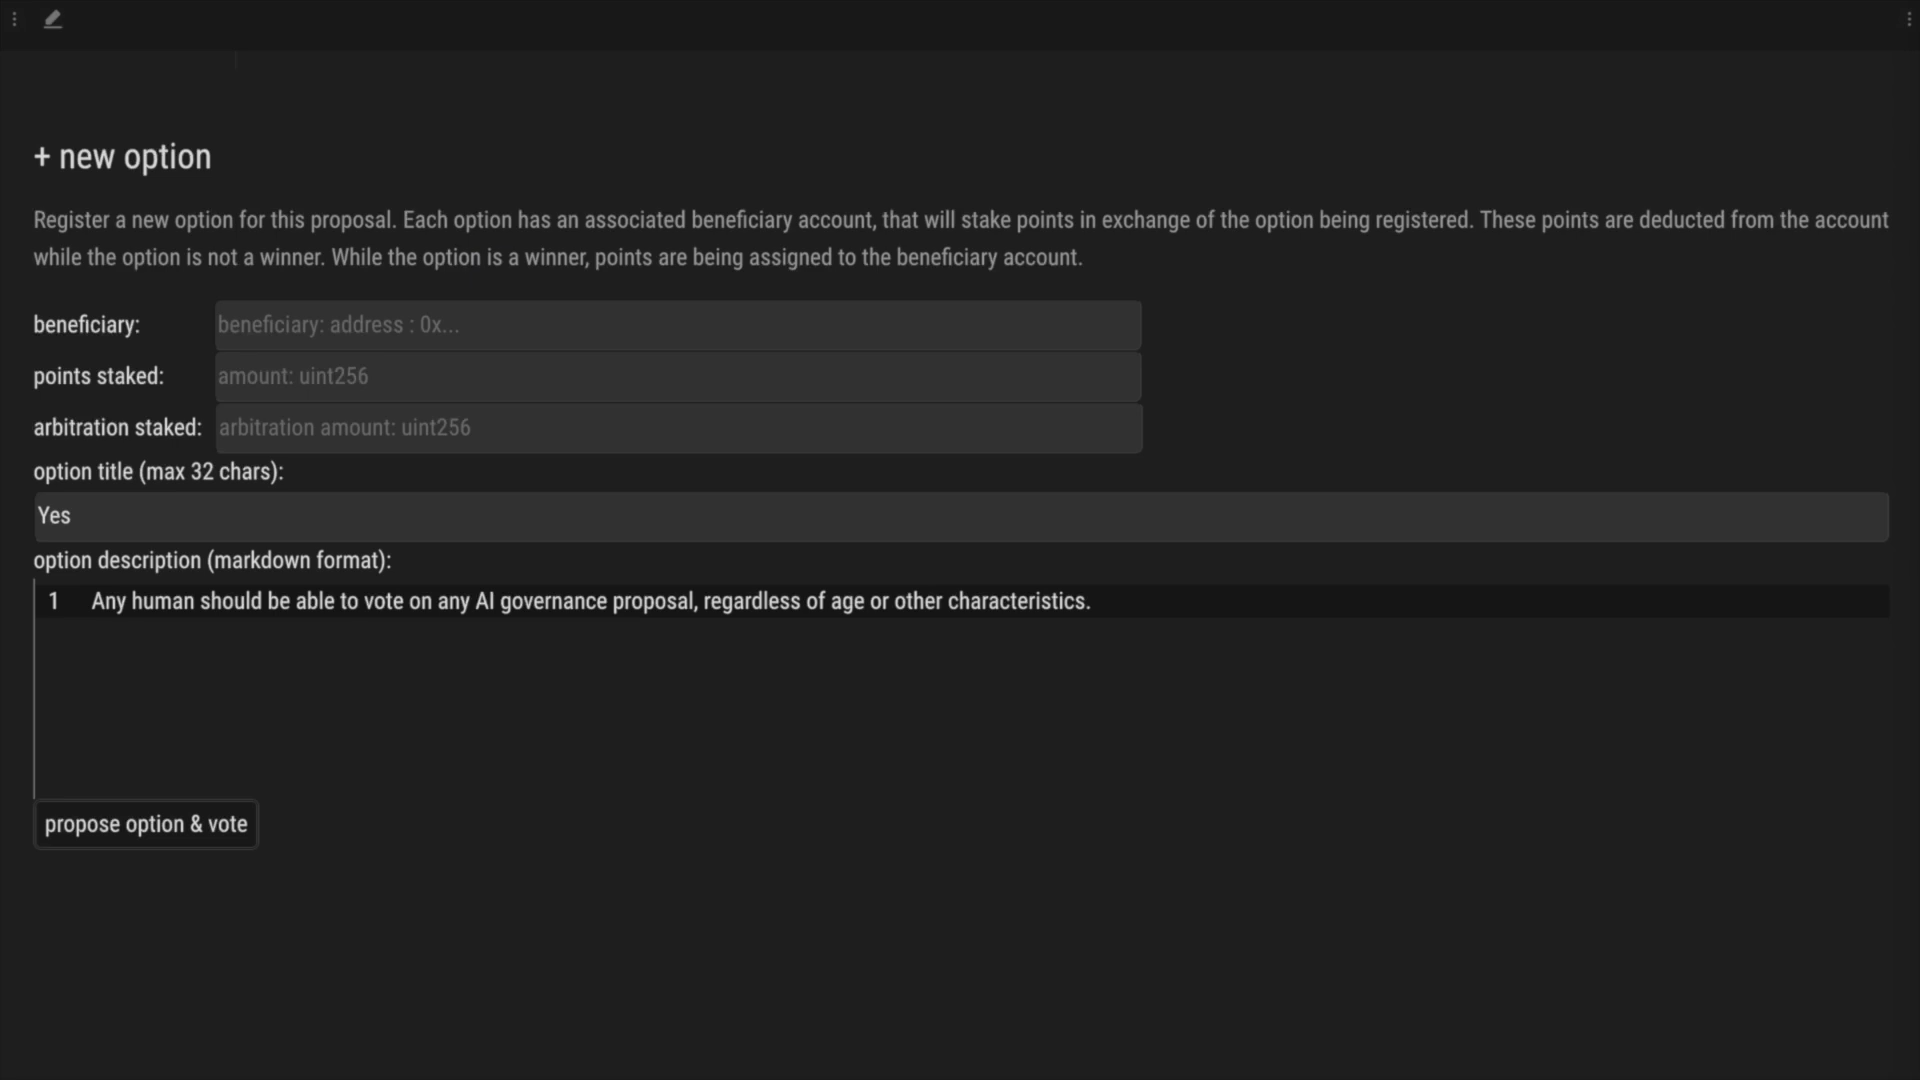 + new option
Register a new option for this proposal. Each option has an associated beneficiary account, that will stake points in exchange of the option being registered. These points are deducted from the account
while the option is not a winner. While the option is a winner, points are being assigned to the beneficiary account.
beneficiary: beneficiary: address : 0x...
points staked: amount: uint256
arbitration staked: arbitration amount: uint256
option title (max 32 chars):
Yes
option description (markdown format):
1 Any human should be able to vote on any AI governance proposal, regardless of age or other characteristics.
propose option & vote